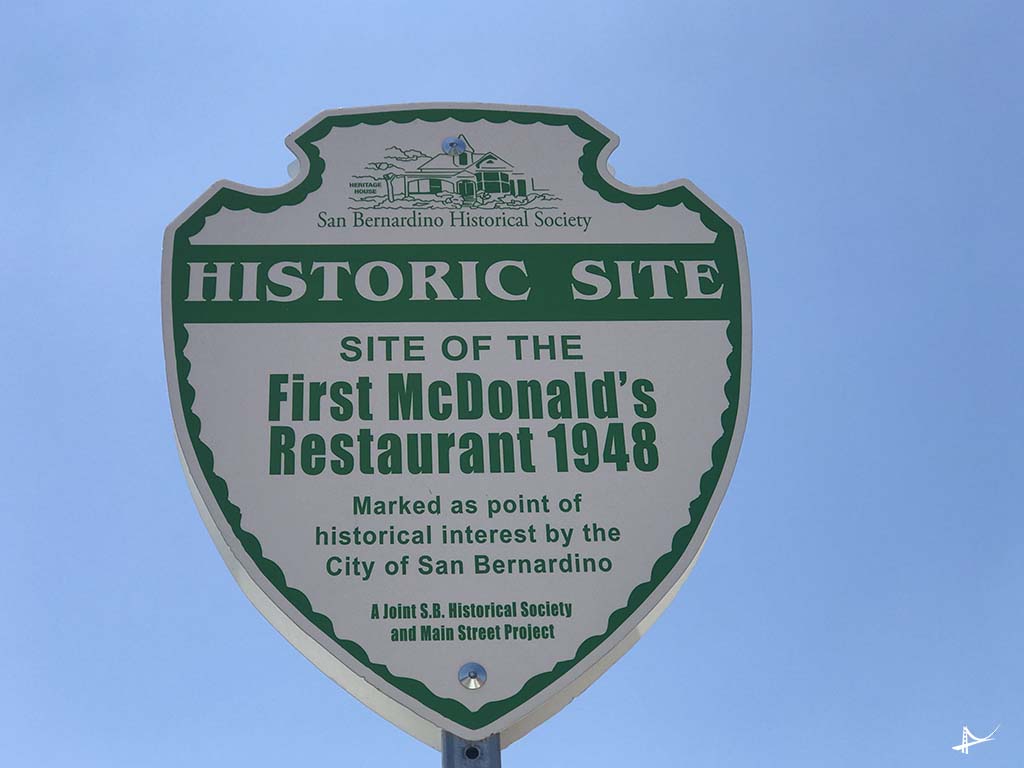 HERITAGE
HOUSE
San Bernardino Historical Society
HISTORIC SITE
SITE OF THE
First McDonald's
Restaurant 1948
Marked as point of
historical interest by the
City of San Bernardino
A Joint S.B. Historical Society
and Main Street Project